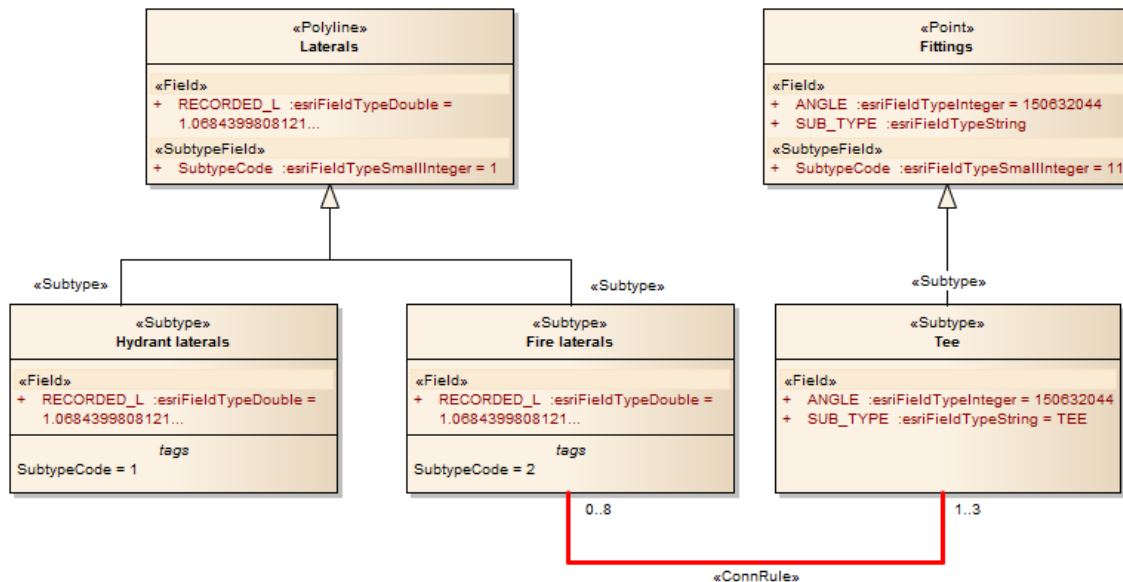 «Polyline»
Laterals
«Field»
+ RECORDED_L :esriFieldTypeDouble =
1.0684399808121...
«SubtypeField»
+ SubtypeCode :esriFieldTypeSmallInteger = 1
«Point»
Fittings
«Field»
+ ANGLE :esriFieldTypeInteger = 150632044
+ SUB_TYPE :esriFieldTypeString
«SubtypeField»
+ SubtypeCode :esriFieldTypeSmallInteger = 11
«Subtype»
«Subtype»
«Subtype»
«Subtype»
Hydrant laterals
«Field»
+ RECORDED_L :esriFieldTypeDouble =
1.0684399808121...
tags
SubtypeCode = 1
«Subtype»
Fire laterals
«Field»
+ RECORDED_L :esriFieldTypeDouble =
1.0684399808121...
tags
SubtypeCode = 2
«Subtype»
Tee
«Field»
+ ANGLE :esriFieldTypeInteger = 150632044
+ SUB_TYPE :esriFieldTypeString = TEE
0..8
1..3
«ConnRule»